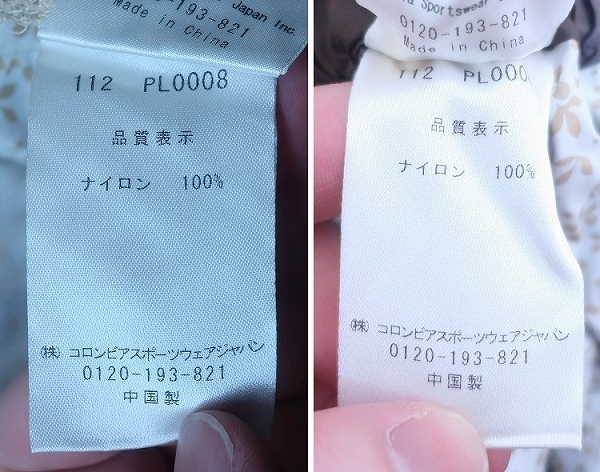 Japan Inc
0120-193-821
Made in China
112 PL0008
品質表示
ナイロン 100%
㈱ コロンビアスポーツウェアジャパン
0120-193-821
中国製
Sportswear
0120-193-821
Made in China
112 PL000
品質表示
ナイロン 100%
㈱ コロンビアスポーツウェアジャパン
0120-193-821
中国製